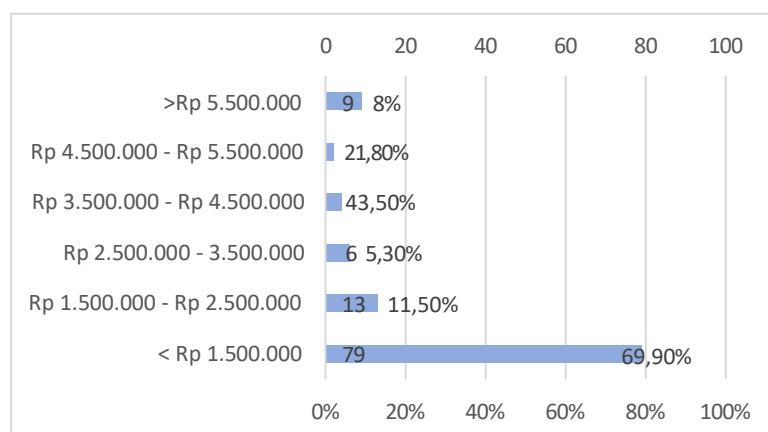 0 20 40 60 80 100
>Rp 5.500.000 9 8%
Rp 4.500.000 - Rp 5.500.000 2 1,80%
Rp 3.500.000 - Rp 4.500.000 4 3,50%
Rp 2.500.000 - 3.500.000 6 5,30%
Rp 1.500.000 - Rp 2.500.000 13 11,50%
< Rp 1.500.000 79 69,90%
0% 20% 40% 60% 80% 100%